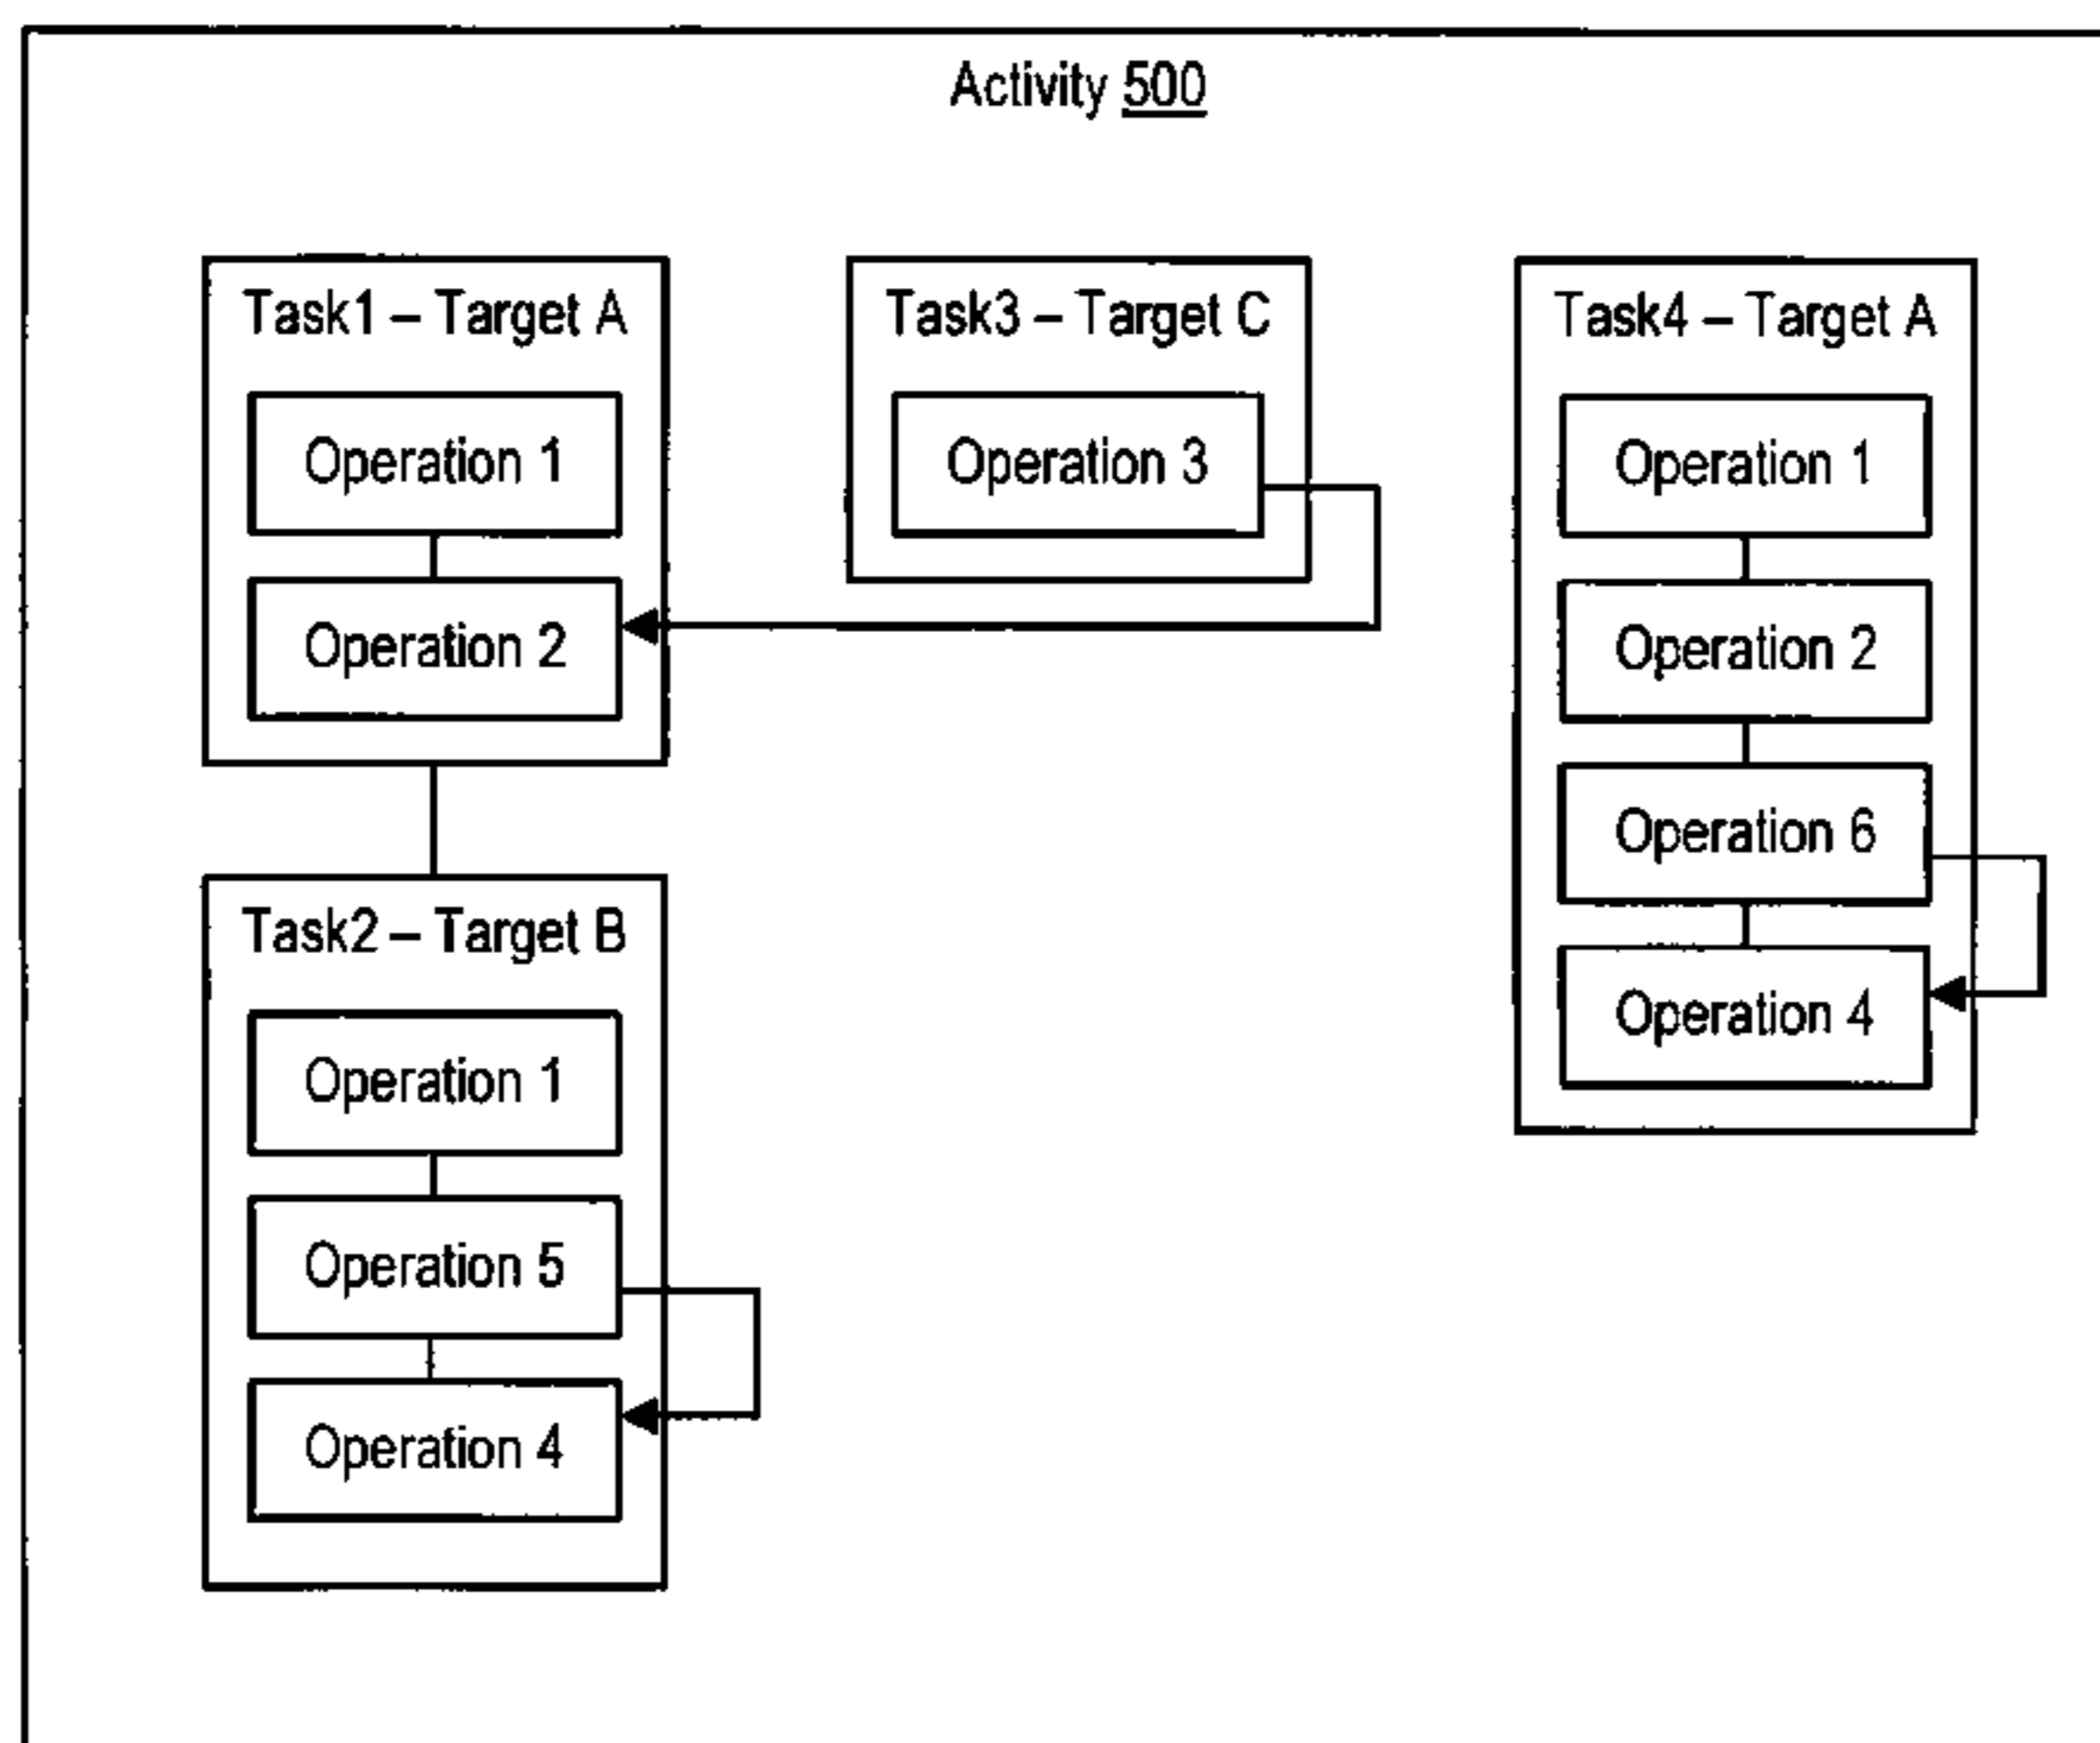 Activity 500
Task1 – Target A
Operation 1
Operation 2
Task2 – Target B
Operation 1
Operation 5
Operation 4
Task3 – Target C
Operation 3
Task4 – Target A
Operation 1
Operation 2
Operation 6
Operation 4